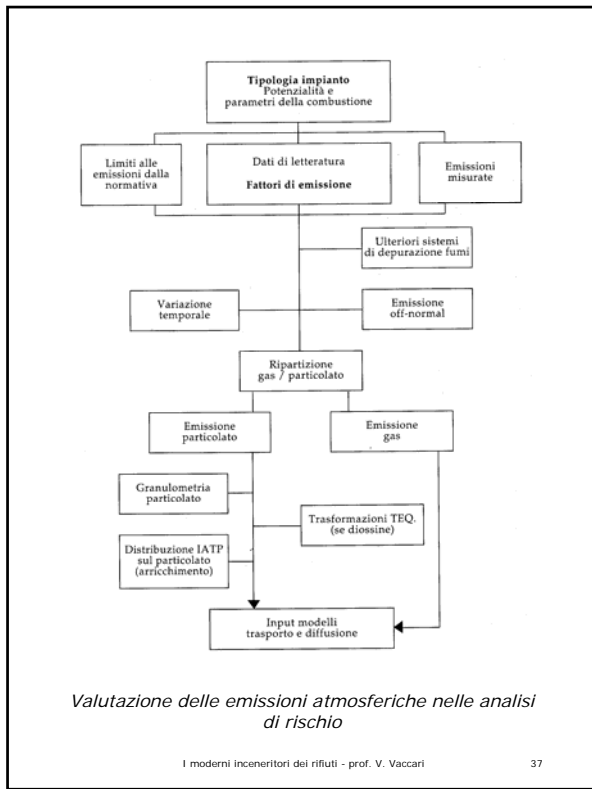 Tipologia impianto
Potenzialità e
parametri della combustione
Limiti alle
emissioni dalla
normativa
Dati di letteratura
Fattori di emissione
Emissioni
misurate
Ulteriori sistemi
di depurazione fumi
Variazione
temporale
Emissione
off-normal
Ripartizione
gas / particolato
Emissione
particolato
Emissione
gas
Granulometria
particolato
Trasformazioni TEQ.
(se diossine)
Distribuzione IATP
sul particolato
(arricchimento)
Input modelli
trasporto e diffusione
Valutazione delle emissioni atmosferiche nelle analisi
di rischio
I moderni inceneritori dei rifiuti - prof. V. Vaccari 37